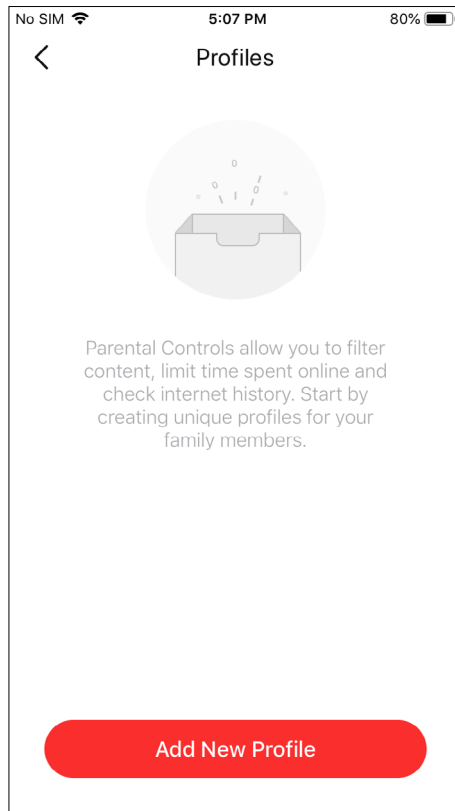 No SIM 5:07 PM 80%
Profiles
Parental Controls allow you to filter
content, limit time spent online and
check internet history. Start by
creating unique profiles for your
family members.
Add New Profile